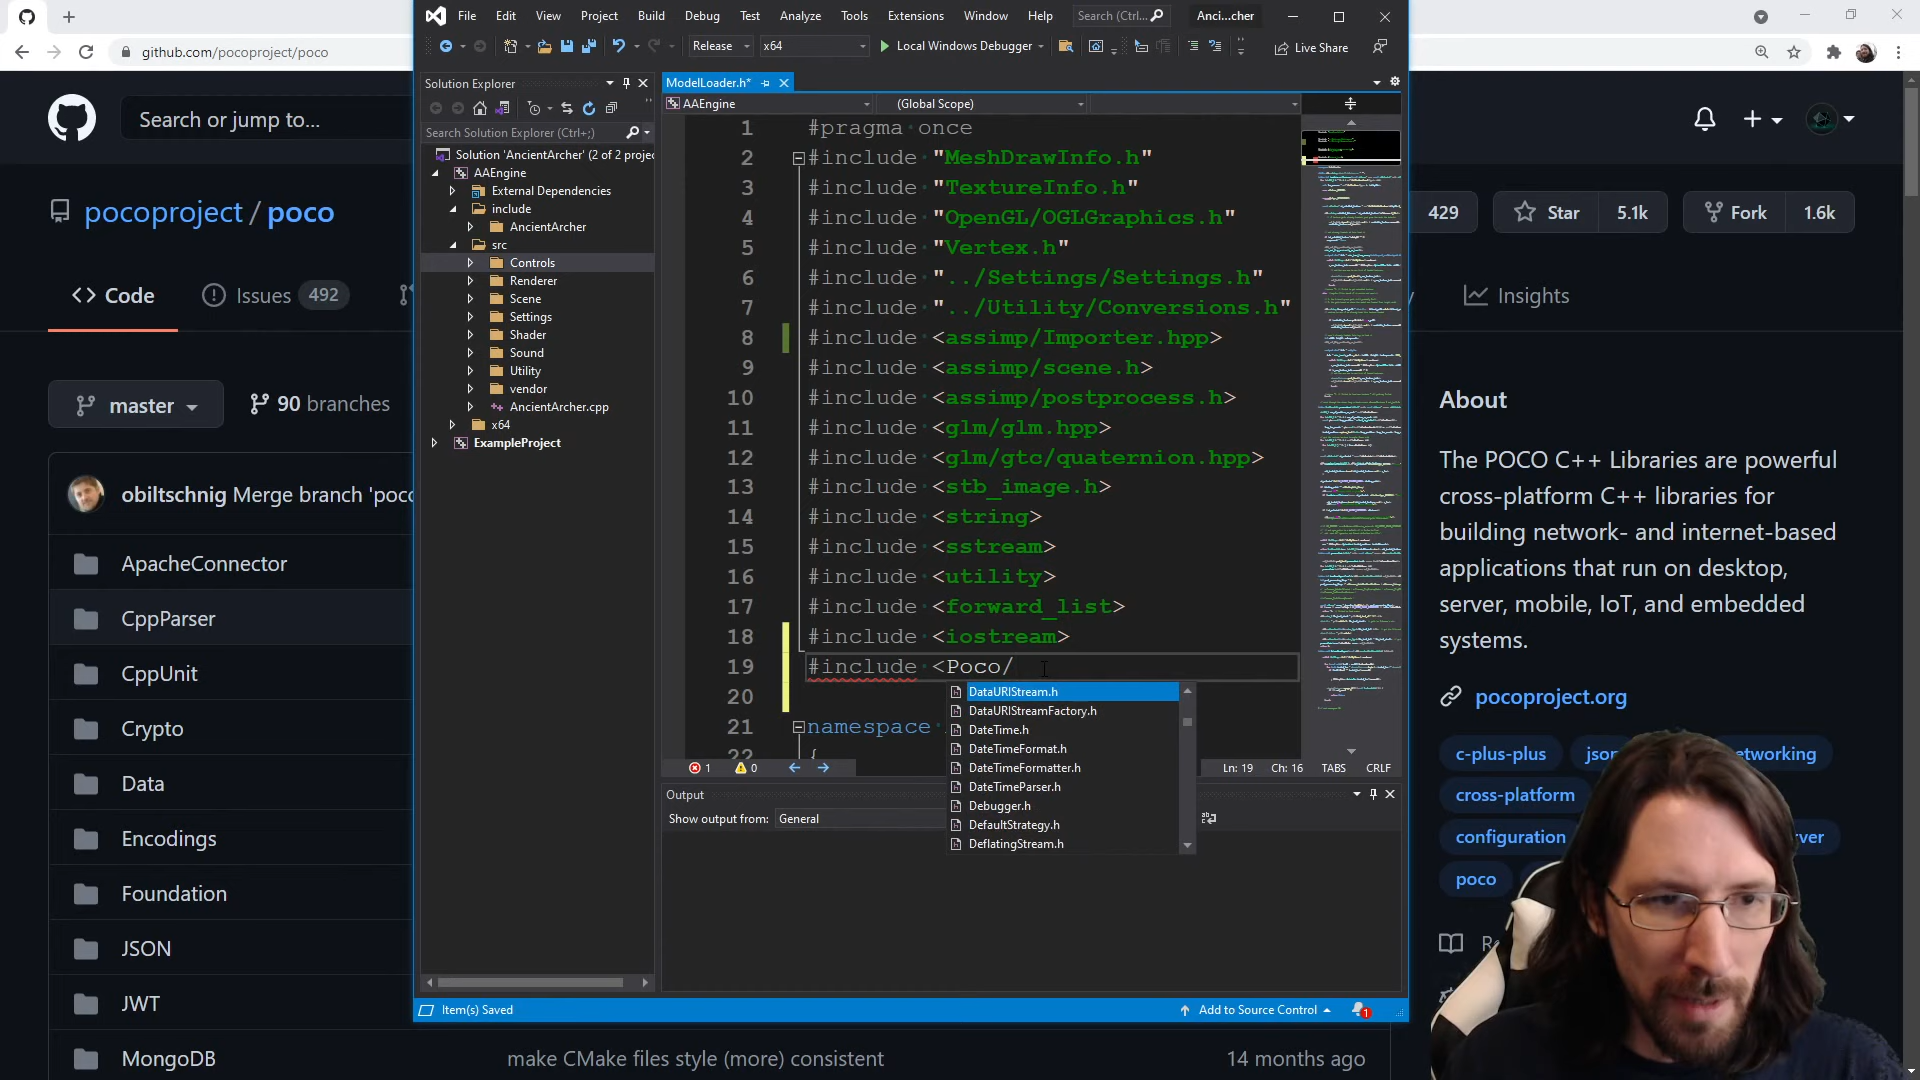 github.com/pocoproject/poco
Search or jump to...
pocoproject / poco
429
Star 5.1k
Fork 1.6k
Code
Issues 492
Insights
master
90 branches
obiltschnig Merge branch 'poco
ApacheConnector
CppParser
CppUnit
Crypto
Data
Encodings
Foundation
JSON
JWT
MongoDB
make CMake files style (more) consistent
14 months ago
About
The POCO C++ Libraries are powerful
cross-platform C++ libraries for
building network- and internet-based
applications that run on desktop,
server, mobile, IoT, and embedded
systems.
pocoproject.org
c-plus-plus
cross-platform
configuration
poco
File Edit View Project Build Debug Test Analyze Tools Extensions Window Help
Search (Ctrl...
Anci...cher
Release
x64
Local Windows Debugger
Live Share
Solution Explorer
Search Solution Explorer (Ctrl+;)
Solution 'AncientArcher' (2 of 2 projec
AAEngine
External Dependencies
include
AncientArcher
src
Controls
Renderer
Scene
Settings
Shader
Sound
Utility
vendor
AncientArcher.cpp
x64
ExampleProject
ModelLoader.h*
AAEngine
(Global Scope)
1 #pragma once
2 #include "MeshDrawInfo.h"
3 #include "TextureInfo.h"
4 #include "OpenGL/OGLGraphics.h"
5 #include "Vertex.h"
6 #include "../Settings/Settings.h"
7 #include "../Utility/Conversions.h"
8 #include <assimp/Importer.hpp>
9 #include <assimp/scene.h>
10 #include <assimp/postprocess.h>
11 #include <glm/glm.hpp>
12 #include <glm/gtc/quaternion.hpp>
13 #include <stb_image.h>
14 #include <string>
15 #include <sstream>
16 #include <utility>
17 #include <forward_list>
18 #include <iostream>
19 #include <Poco/
20
21 namespace
22 {
DataURIStream.h
DataURIStreamFactory.h
DateTime.h
DateTimeFormat.h
DateTimeFormatter.h
DateTimeParser.h
Debugger.h
DefaultStrategy.h
DeflatingStream.h
1
0
Ln: 19 Ch: 16 TABS CRLF
Output
Show output from: General
Item(s) Saved
Add to Source Control
1